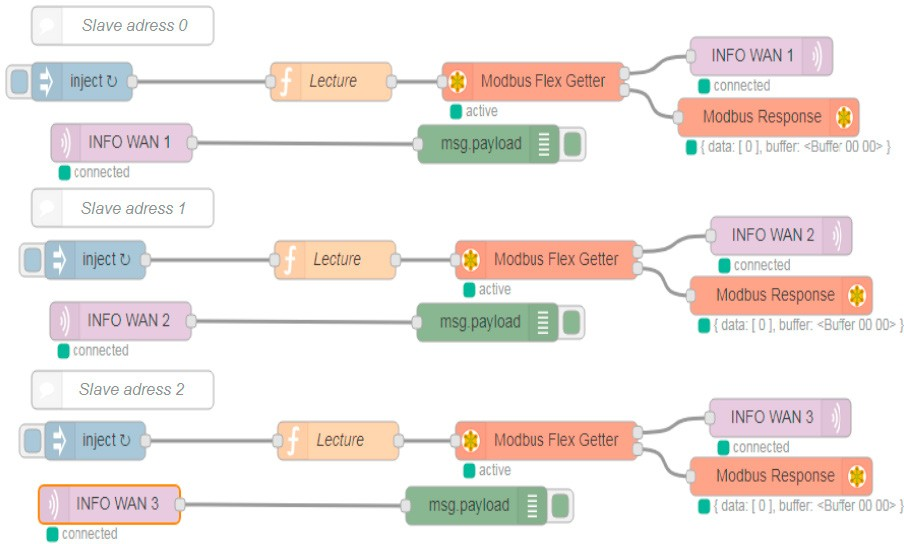 Slave adress 0
inject ↻
Lecture
Modbus Flex Getter
active
INFO WAN 1
connected
Modbus Response
{ data: [ 0 ], buffer: <Buffer 00 00> }
INFO WAN 1
connected
msg.payload
Slave adress 1
inject ↻
Lecture
Modbus Flex Getter
active
INFO WAN 2
connected
Modbus Response
{ data: [ 0 ], buffer: <Buffer 00 00> }
INFO WAN 2
connected
msg.payload
Slave adress 2
inject ↻
Lecture
Modbus Flex Getter
active
INFO WAN 3
connected
Modbus Response
{ data: [ 0 ], buffer: <Buffer 00 00> }
INFO WAN 3
connected
msg.payload